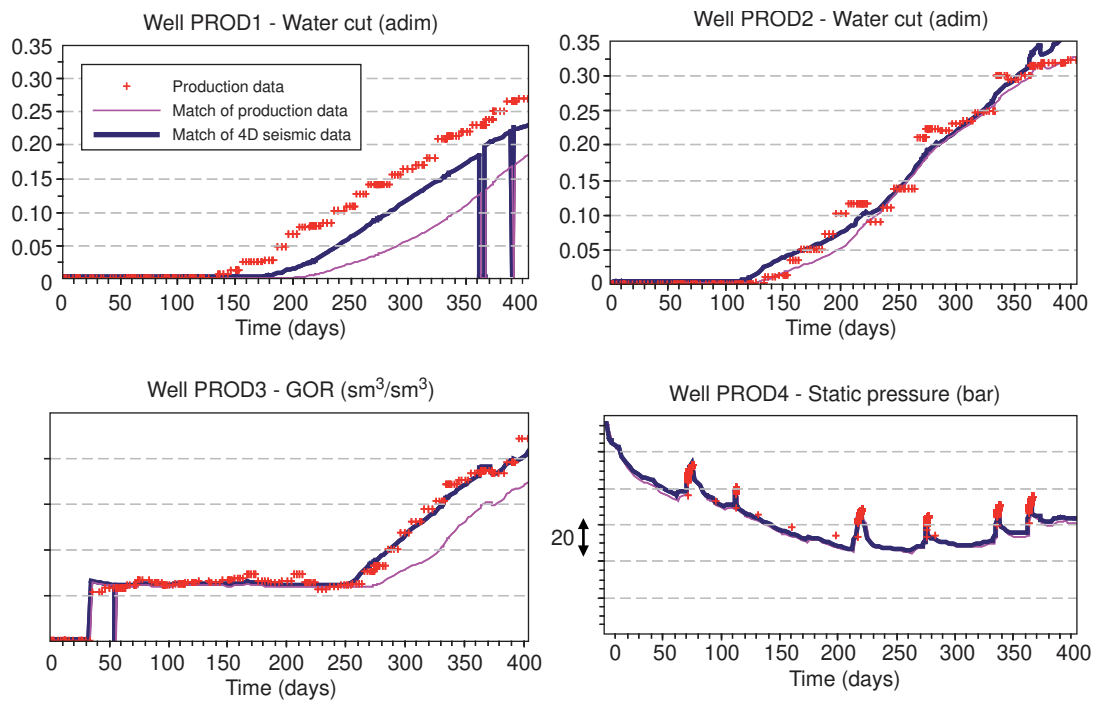 Well PROD1 - Water cut (adim)
0.35
0.30
0.25
0.20
0.15
0.10
0.05
0
Production data
Match of production data
Match of 4D seismic data
0 50 100 150 200 250 300 350 400
Time (days)
Well PROD2 - Water cut (adim)
0.35
0.30
0.25
0.20
0.15
0.10
0.05
0
0 50 100 150 200 250 300 350 400
Time (days)
Well PROD3 - GOR (sm³/sm³)
0 50 100 150 200 250 300 350 400
Time (days)
Well PROD4 - Static pressure (bar)
20
0 50 100 150 200 250 300 350 400
Time (days)